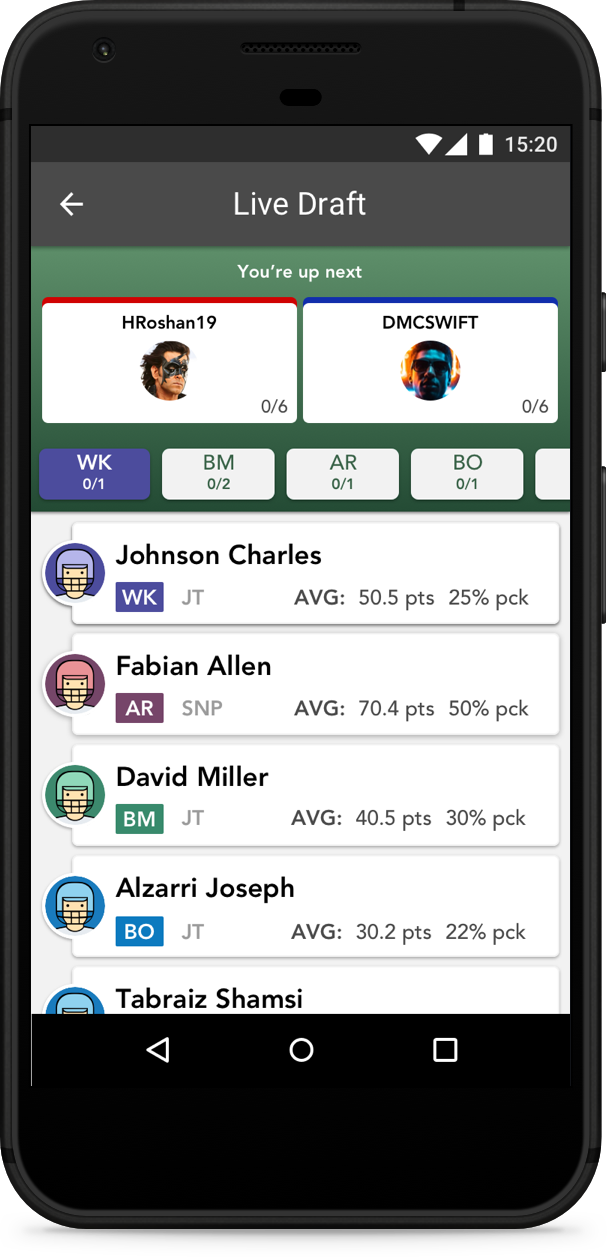 15:20
Live Draft
You’re up next
HRoshan19
0/6
DMCSWIFT
0/6
WK
0/1
BM
0/2
AR
0/1
BO
0/1
Johnson Charles
WK JT AVG: 50.5 pts 25% pck
Fabian Allen
AR SNP AVG: 70.4 pts 50% pck
David Miller
BM JT AVG: 40.5 pts 30% pck
Alzarri Joseph
BO JT AVG: 30.2 pts 22% pck
Tabraiz Shamsi